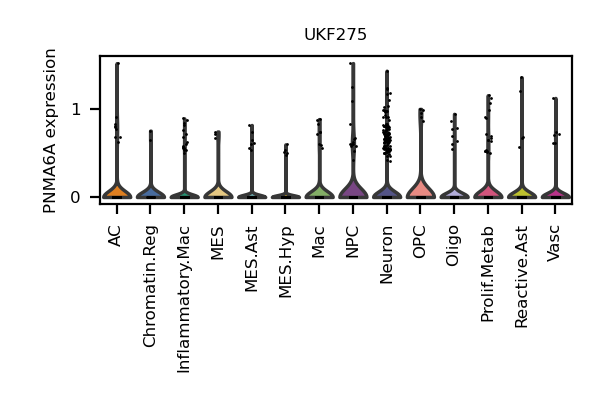 UKF275
PNMA6A expression
1
0
AC
Chromatin.Reg
Inflammatory.Mac
MES
MES.Ast
MES.Hyp
Mac
NPC
Neuron
OPC
Oligo
Prolif.Metab
Reactive.Ast
Vasc